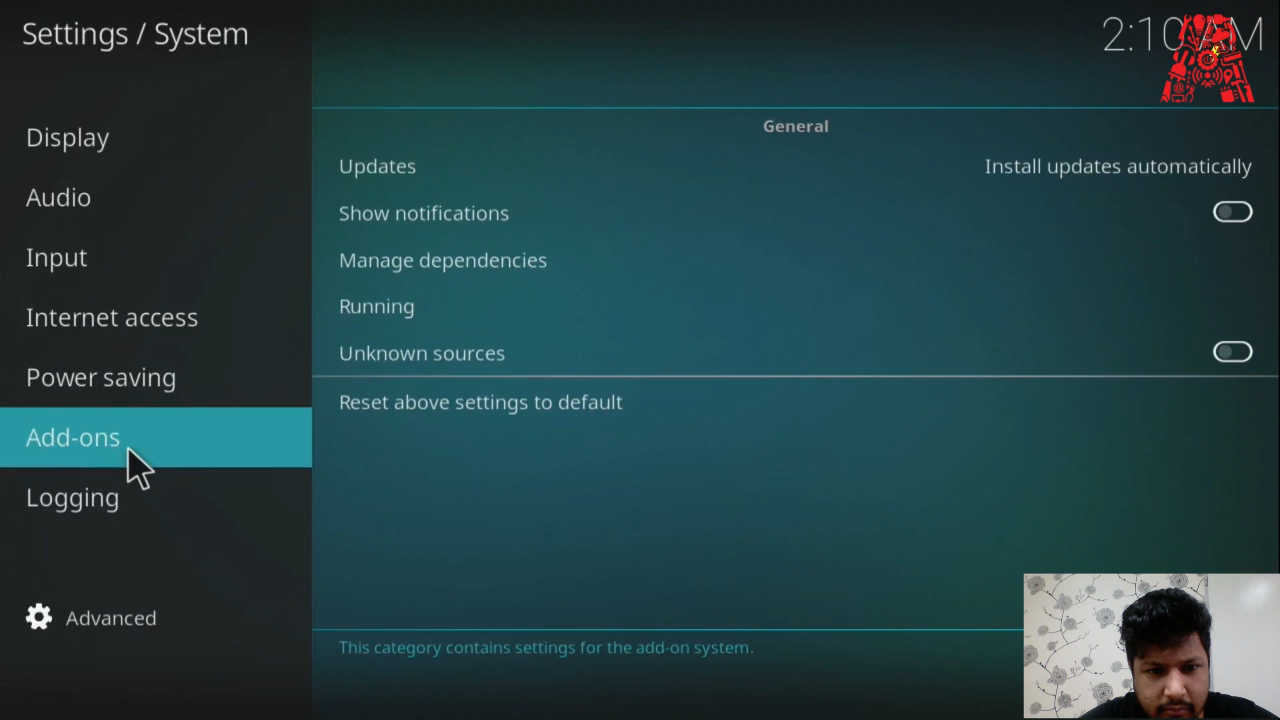 Settings / System
2:10 AM
Display
Audio
Input
Internet access
Power saving
Add-ons
Logging
Advanced
General
Updates Install updates automatically
Show notifications
Manage dependencies
Running
Unknown sources
Reset above settings to default
This category contains settings for the add-on system.